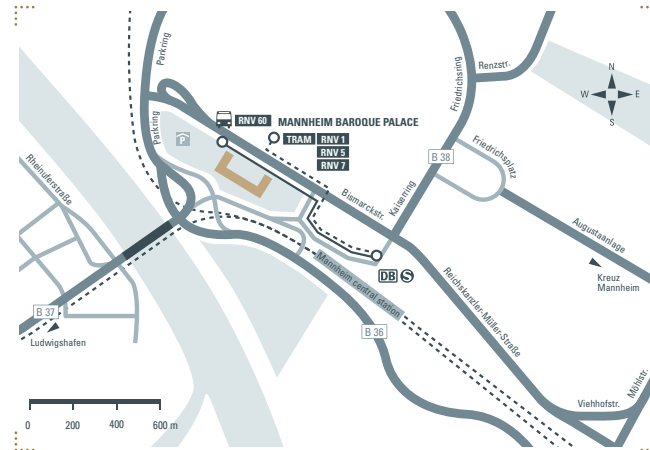 Parkring
Friedrichsring
Renzstr.
N
W
E
S
RNV 60
MANNHEIM BAROQUE PALACE
Parkring
P
TRAM
RNV 1
RNV 5
RNV 7
B 38
Friedrichsplatz
Rheinuferstraße
Bismarckstr.
Kaiserring
Augustaanlage
Kreuz
Mannheim
DB
S
Mannheim central station
Reichskanzler-Müller-Straße
B 37
Ludwigshafen
B 36
Möhlstr.
Viehhofstr.
0
200
400
600 m